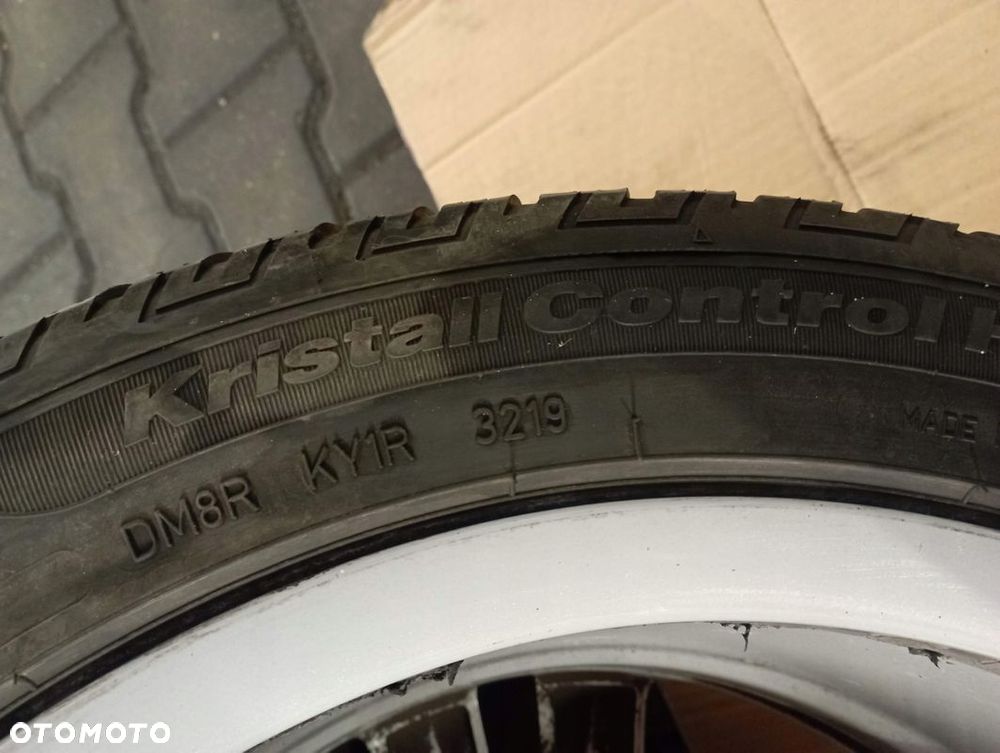 Kristall Control
DM8R KY1R 3219
MADE
OTOMOTO